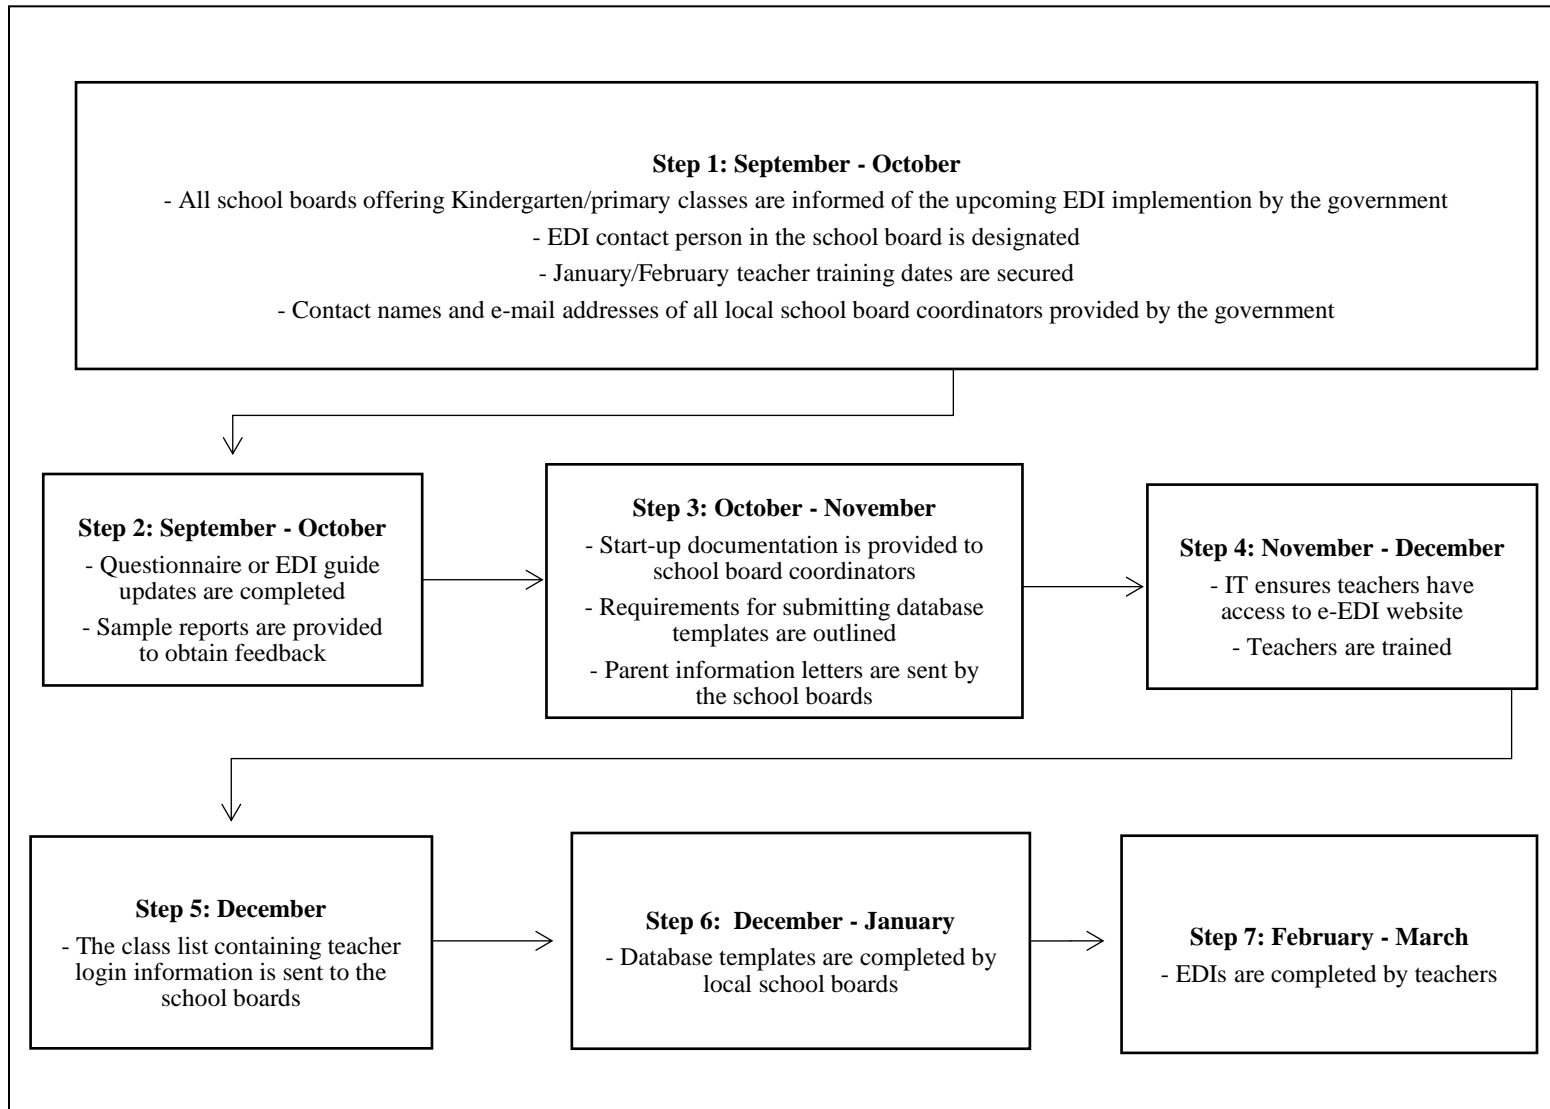 Step 1: September - October
- All school boards offering Kindergarten/primary classes are informed of the upcoming EDI implemention by the government
- EDI contact person in the school board is designated
- January/February teacher training dates are secured
- Contact names and e-mail addresses of all local school board coordinators provided by the government
Step 2: September - October
- Questionnaire or EDI guide
updates are completed
- Sample reports are provided
to obtain feedback
Step 3: October - November
- Start-up documentation is provided to
school board coordinators
- Requirements for submitting database
templates are outlined
- Parent information letters are sent by
the school boards
Step 4: November - December
- IT ensures teachers have
access to e-EDI website
- Teachers are trained
Step 5: December
- The class list containing teacher
login information is sent to the
school boards
Step 6:  December - January
- Database templates are completed by
local school boards
Step 7: February - March
- EDIs are completed by teachers